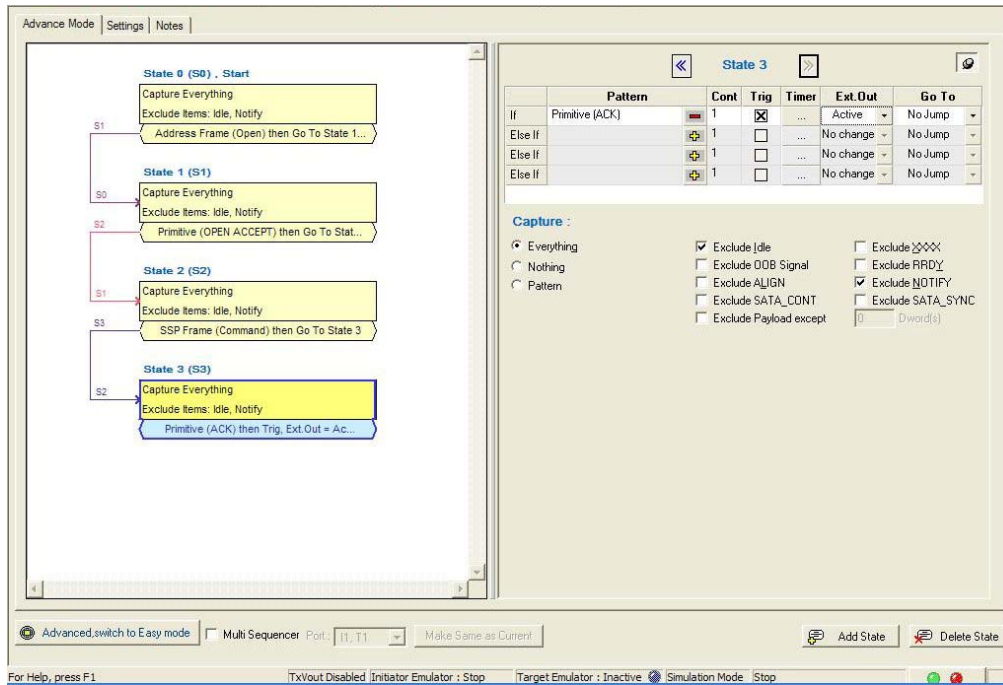 Advance Mode Settings Notes
State 0 (S0) , Start
Capture Everything
Exclude Items: Idle, Notify
Address Frame (Open) then Go To State 1...
S1
State 1 (S1)
S0
Capture Everything
Exclude Items: Idle, Notify
Primitive (OPEN ACCEPT) then Go To Stat...
S2
State 2 (S2)
S1
Capture Everything
Exclude Items: Idle, Notify
SSP Frame (Command) then Go To State 3
S3
State 3 (S3)
S2
Capture Everything
Exclude Items: Idle, Notify
Primitive (ACK) then Trig, Ext.Out = Ac...
State 3
Pattern Cont Trig Timer Ext.Out Go To
If Primitive (ACK) 1 ... Active No Jump
Else If 1 ... No change No Jump
Else If 1 ... No change No Jump
Else If 1 ... No change No Jump
Capture :
Everything Exclude Idle Exclude XXXX
Nothing Exclude OOB Signal Exclude RRDY
Pattern Exclude ALIGN Exclude NOTIFY
Exclude SATA_CONT Exclude SATA_SYNC
Exclude Payload except 0 Dword(s)
Advanced,switch to Easy mode Multi Sequencer Port : I1, T1 Make Same as Current Add State Delete State
For Help, press F1 TxVout Disabled Initiator Emulator : Stop Target Emulator : Inactive Simulation Mode Stop